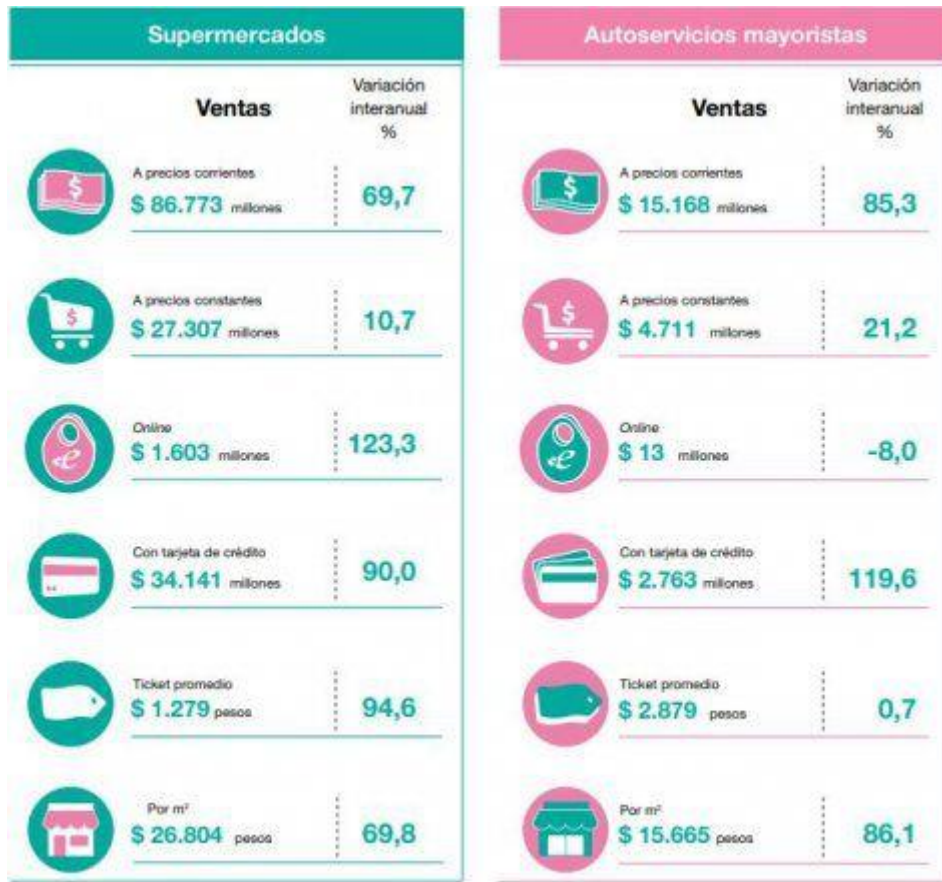 Supermercados
Ventas
Variación
interanual
%
A precios corrientes
$ 86.773 millones
69,7
A precios constantes
$ 27.307 millones
10,7
Online
$ 1.603 millones
123,3
Con tarjeta de crédito
$ 34.141 millones
90,0
Ticket promedio
$ 1.279 pesos
94,6
Por m²
$ 26.804 pesos
69,8
Autoservicios mayoristas
Ventas
Variación
interanual
%
A precios corrientes
$ 15.168 millones
85,3
A precios constantes
$ 4.711 millones
21,2
Online
$ 13 millones
-8,0
Con tarjeta de crédito
$ 2.763 millones
119,6
Ticket promedio
$ 2.879 pesos
0,7
Por m²
$ 15.665 pesos
86,1